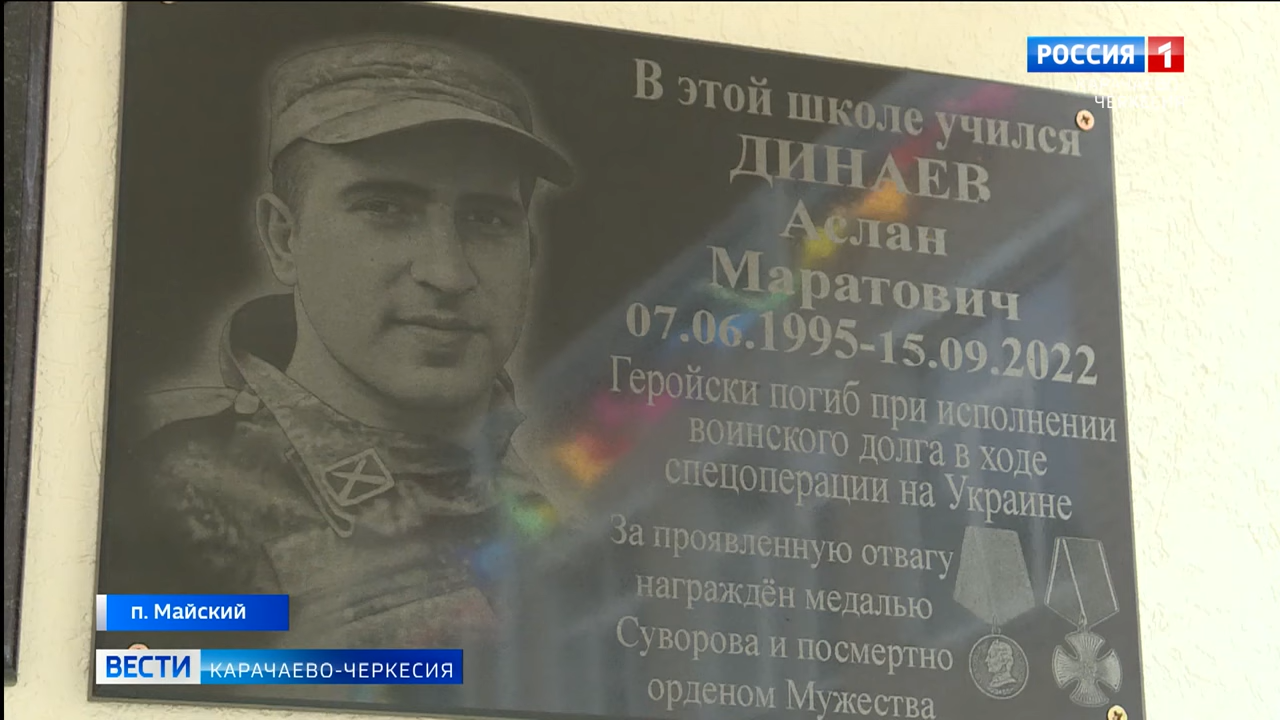 РОССИЯ 1
В этой школе учился
ДИНАЕВ
Аслан
Маратович
07.06.1995-15.09.2022
Геройски погиб при исполнении
воинского долга в ходе
спецоперации на Украине
За проявленную отвагу
награждён медалью
Суворова и посмертно
орденом Мужества
п. Майский
ВЕСТИ КАРАЧАЕВО-ЧЕРКЕСИЯ